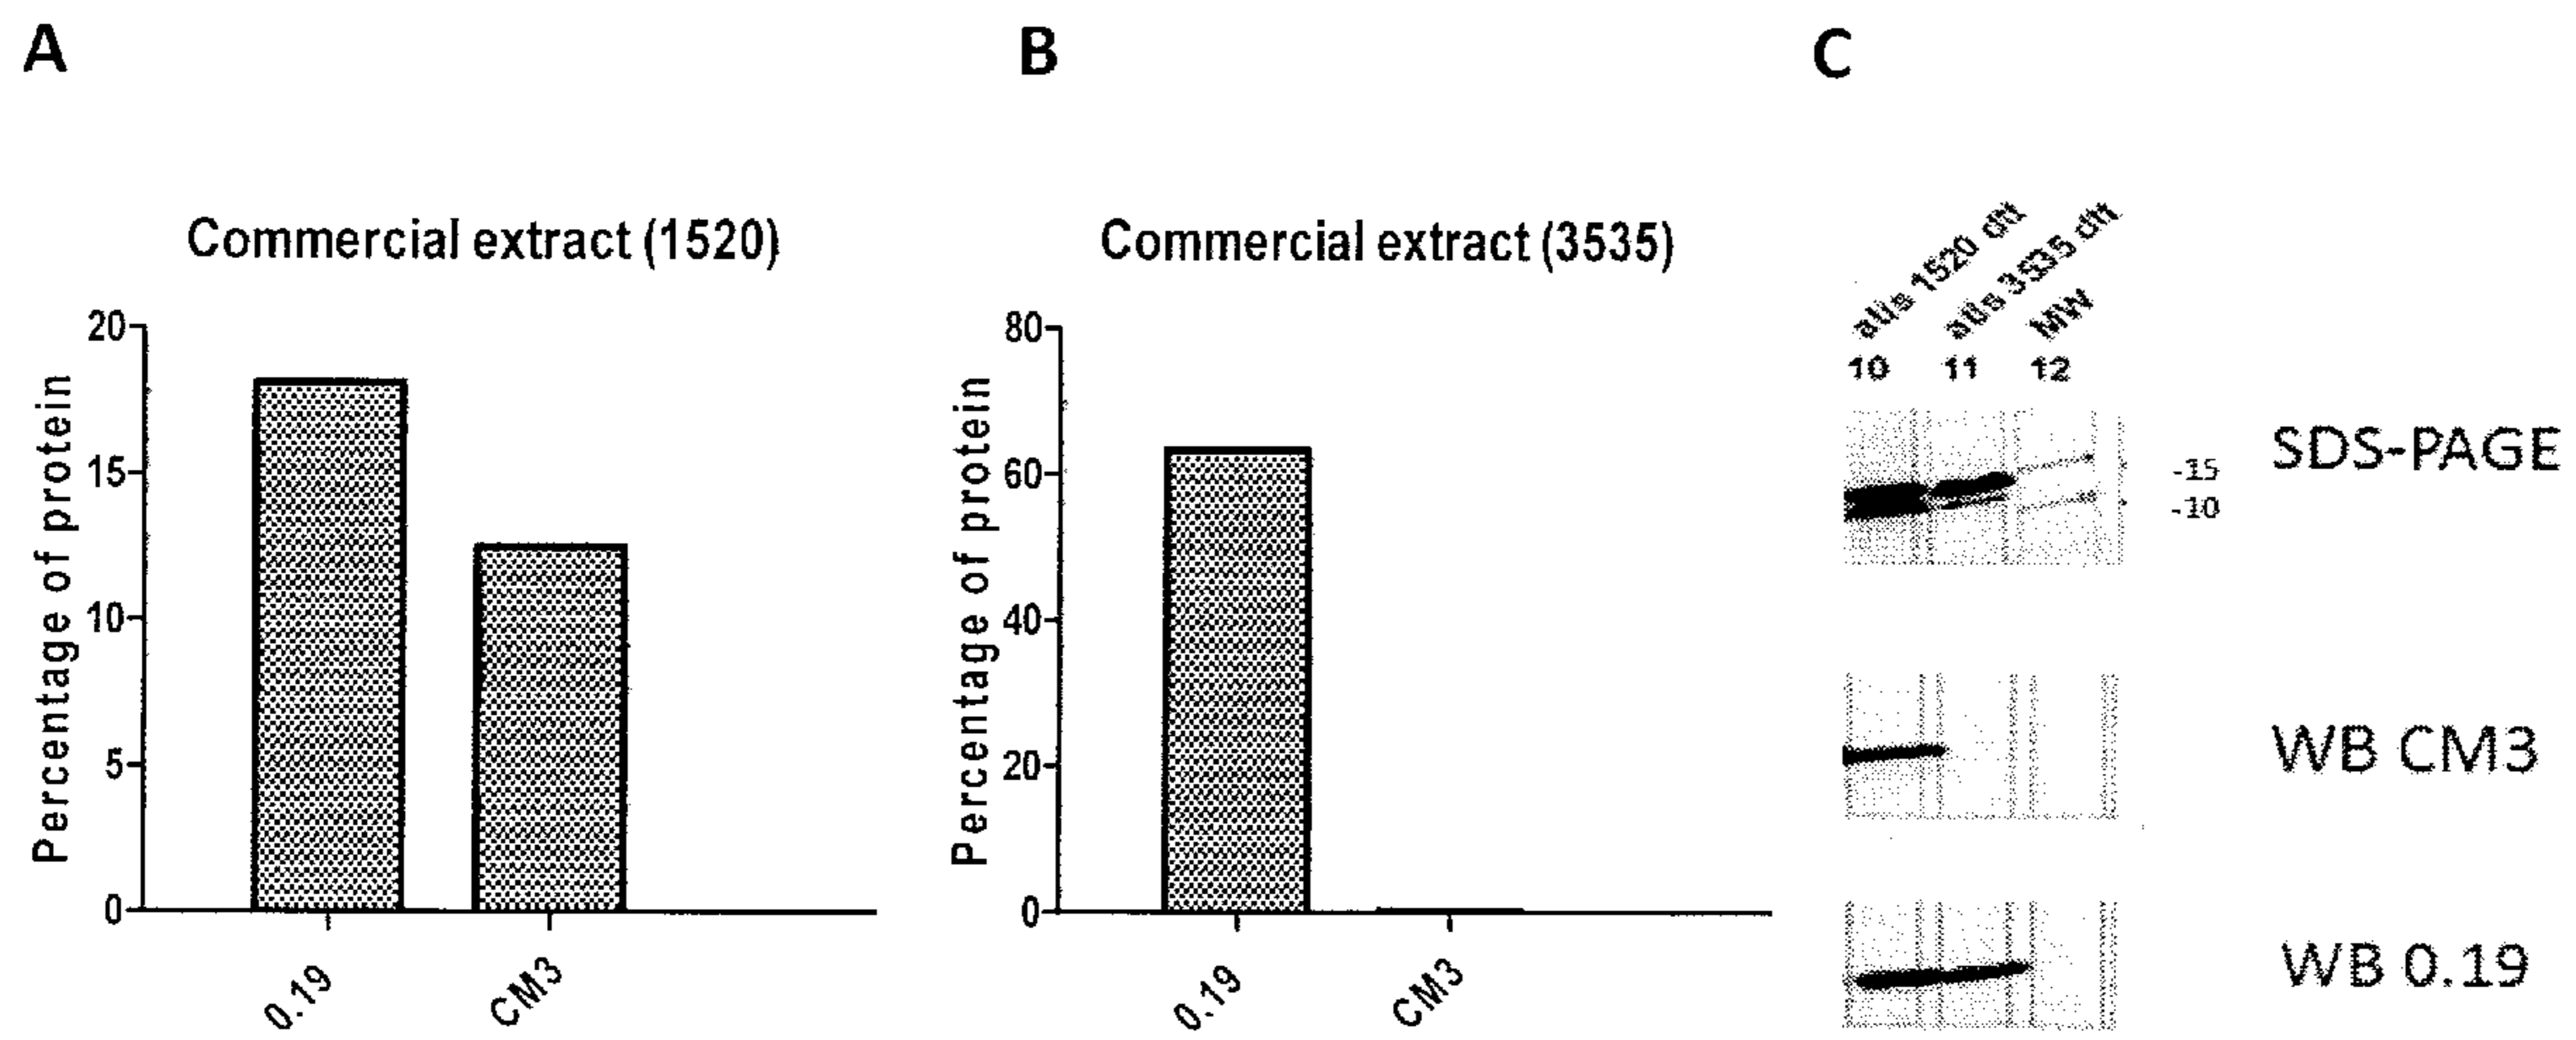 A
B
C
Commercial extract (1520)
Commercial extract (3535)
Percentage of protein
20
15
10
5
0
0.19
CM3
Percentage of protein
80
60
40
20
0
0.19
CM3
atis 1520 dtt
atis 3535 dtt
MW
10 11 12
-15
-10
SDS-PAGE
WB CM3
WB 0.19